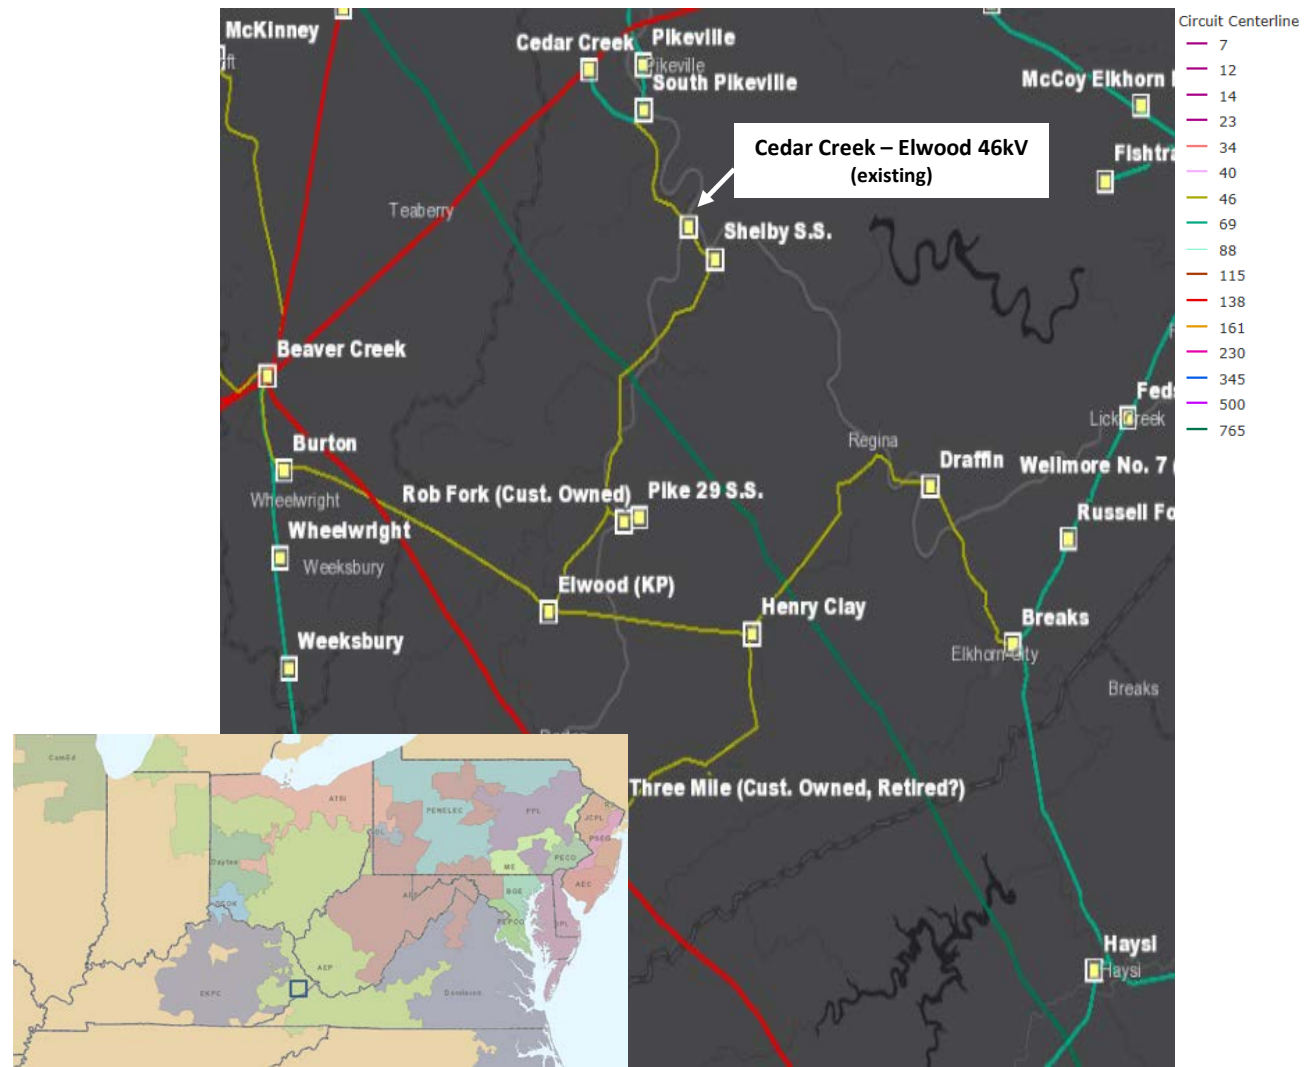 McKinney
Cedar Creek
Pikeville
Pikeville
South Pikeville
McCoy Elkhorn
Cedar Creek – Elwood 46kV
(existing)
Teaberry
Shelby S.S.
Beaver Creek
Lick Creek
Burton
Regina
Draffin
Wellmore No. 7
Rob Fork (Cust. Owned)
Pike 29 S.S.
Wheelwright
Russell Fo
Wheelwright
Weeksbury
Elwood (KP)
Henry Clay
Breaks
Weeksbury
Elkhorn City
Breaks
Three Mile (Cust. Owned, Retired?)
Haysi
Haysi
Circuit Centerline
7
12
14
23
34
40
46
69
88
115
138
161
230
345
500
765
ComEd
ATSI
PENELEC
PPL
JCPL
Dayton
ME
PECO
PSEG
AEC
DEOK
BGE
PEPCO
DPL
AEP
EKPC
Dominion